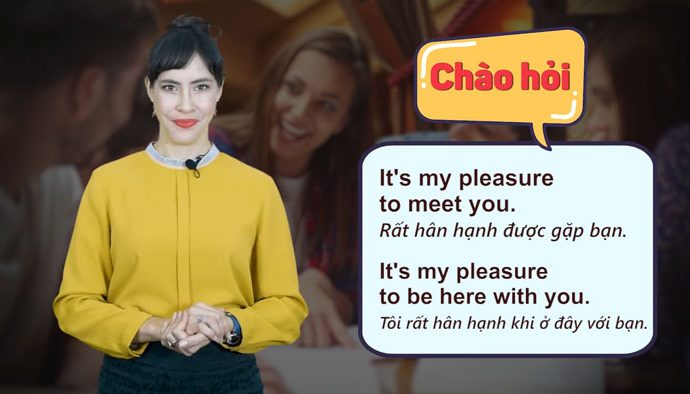 Chào hỏi
It's my pleasure
to meet you.
Rất hân hạnh được gặp bạn.
It's my pleasure
to be here with you.
Tôi rất hân hạnh khi ở đây với bạn.